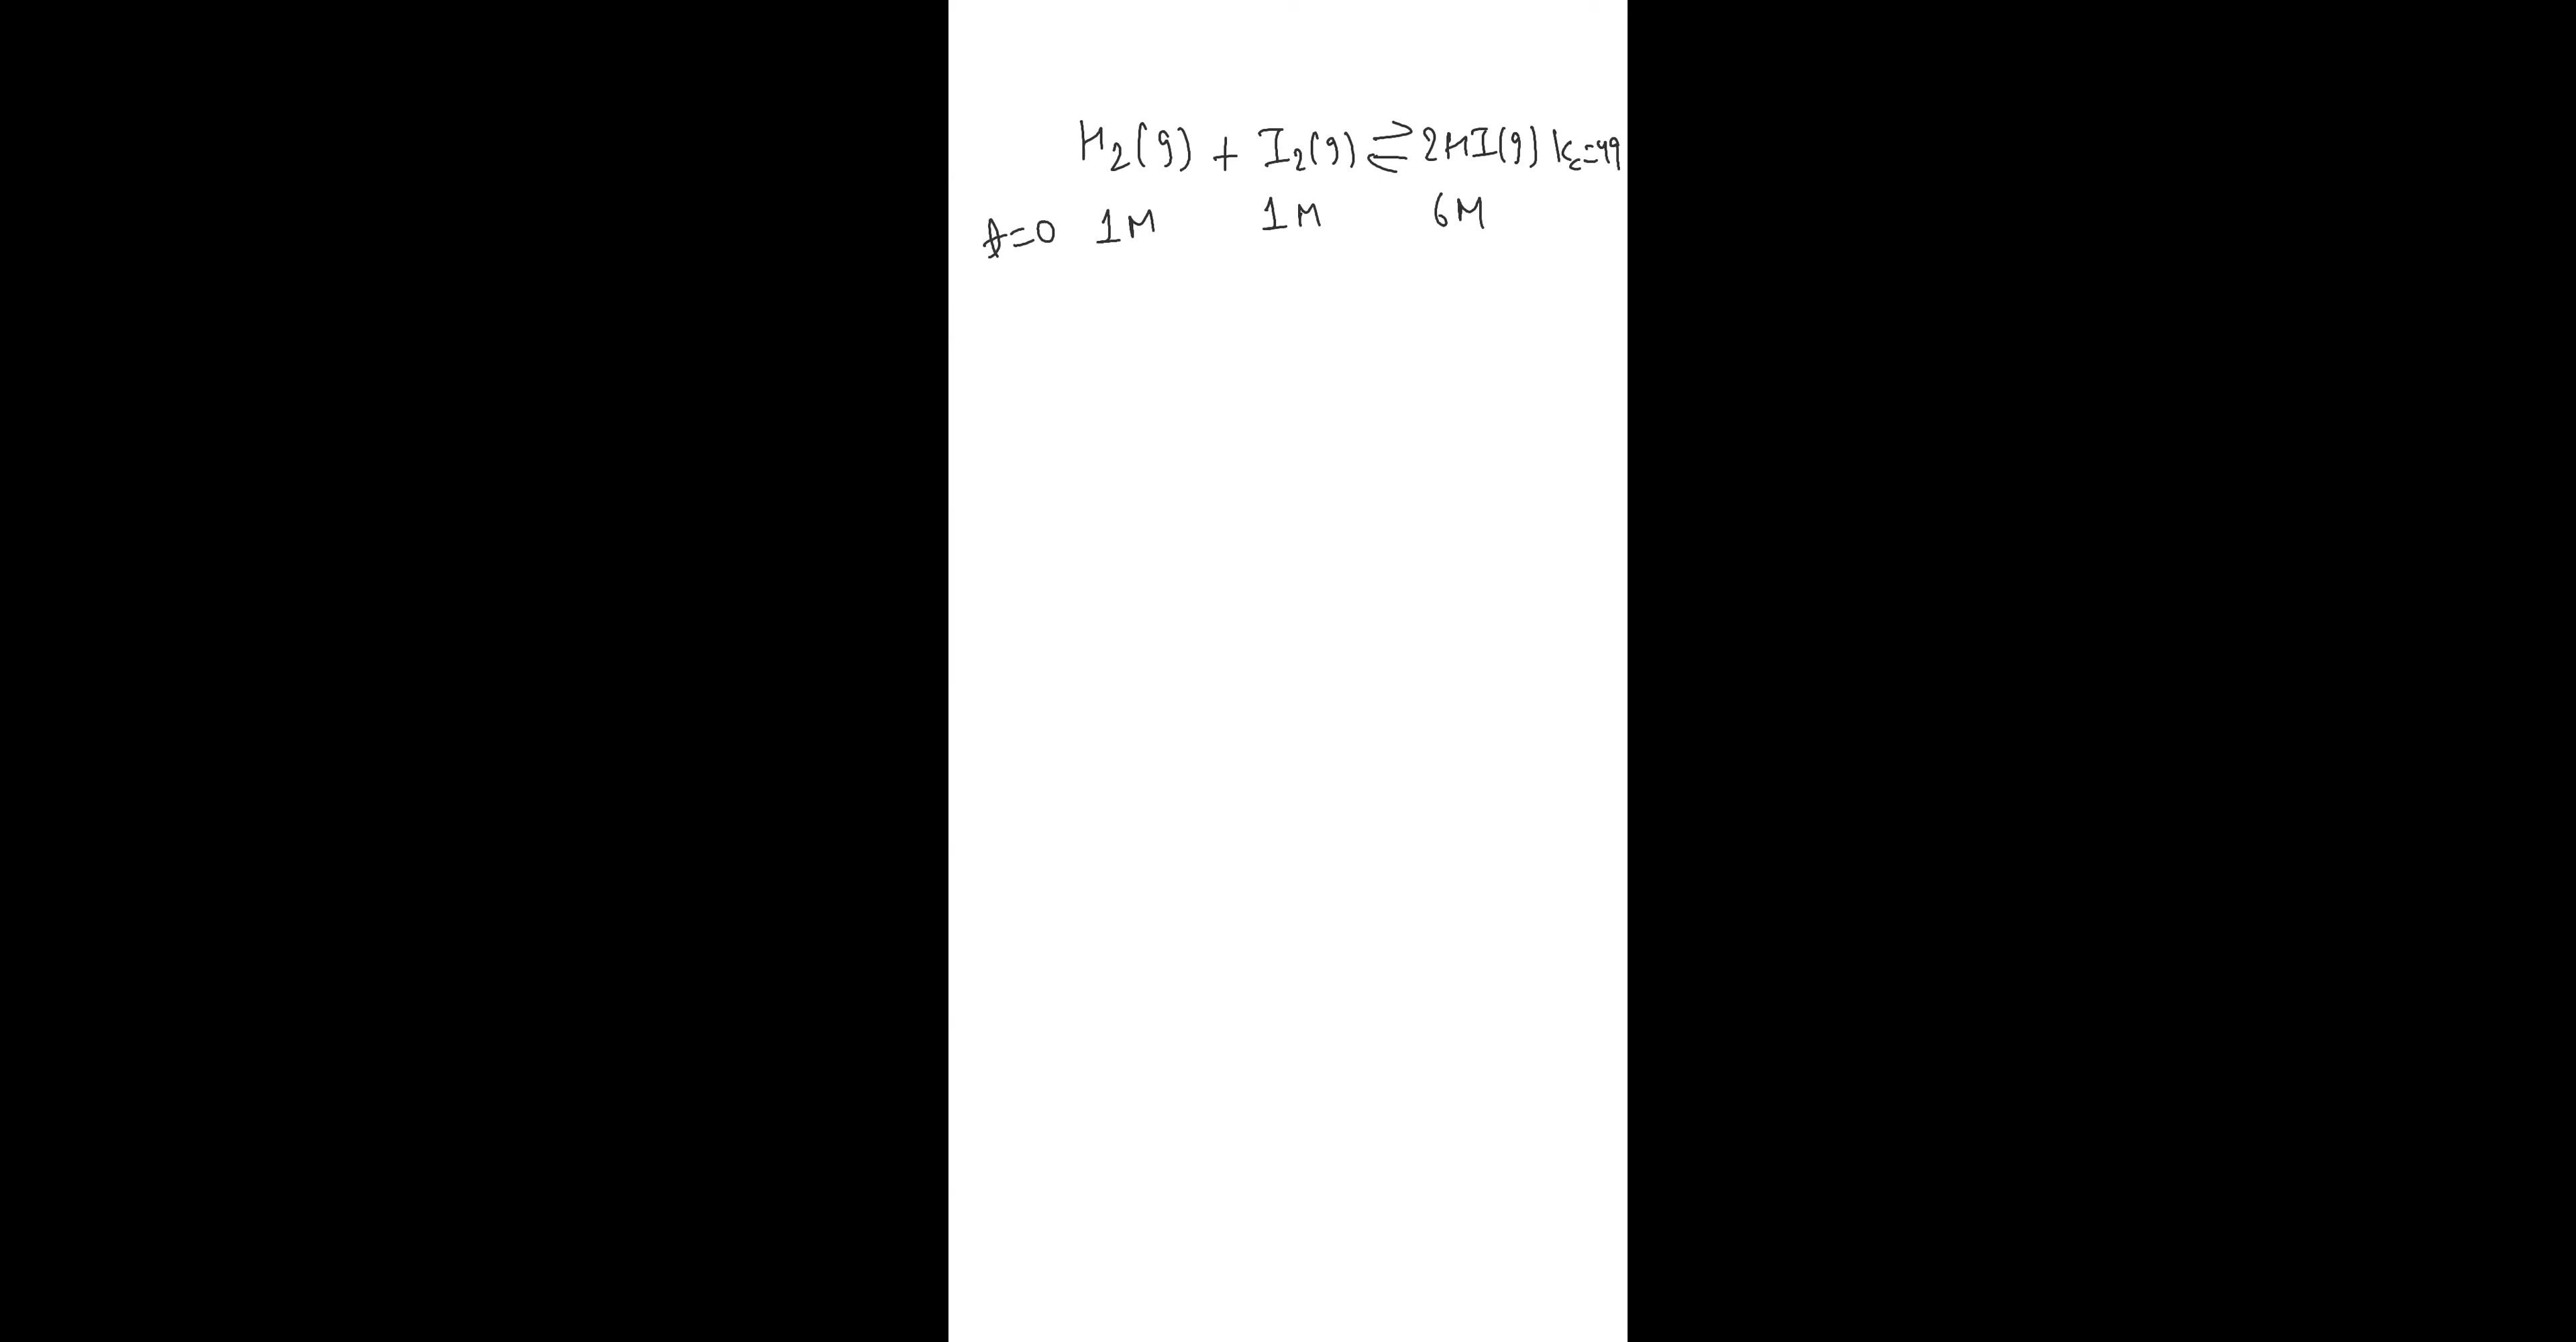 H₂(g) + I₂(g) ⇌ 2HI(g) Kc=49
t=0 1M 1M 6M